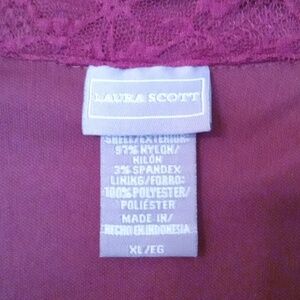 LAURA SCOTT
SHELL/EXTERIOR:
97% NYLON/
NILÓN
3% SPANDEX
LINING/FORRO:
100% POLYESTER/
POLIÉSTER
MADE IN/
HECHO EN INDONESIA
XL/EG